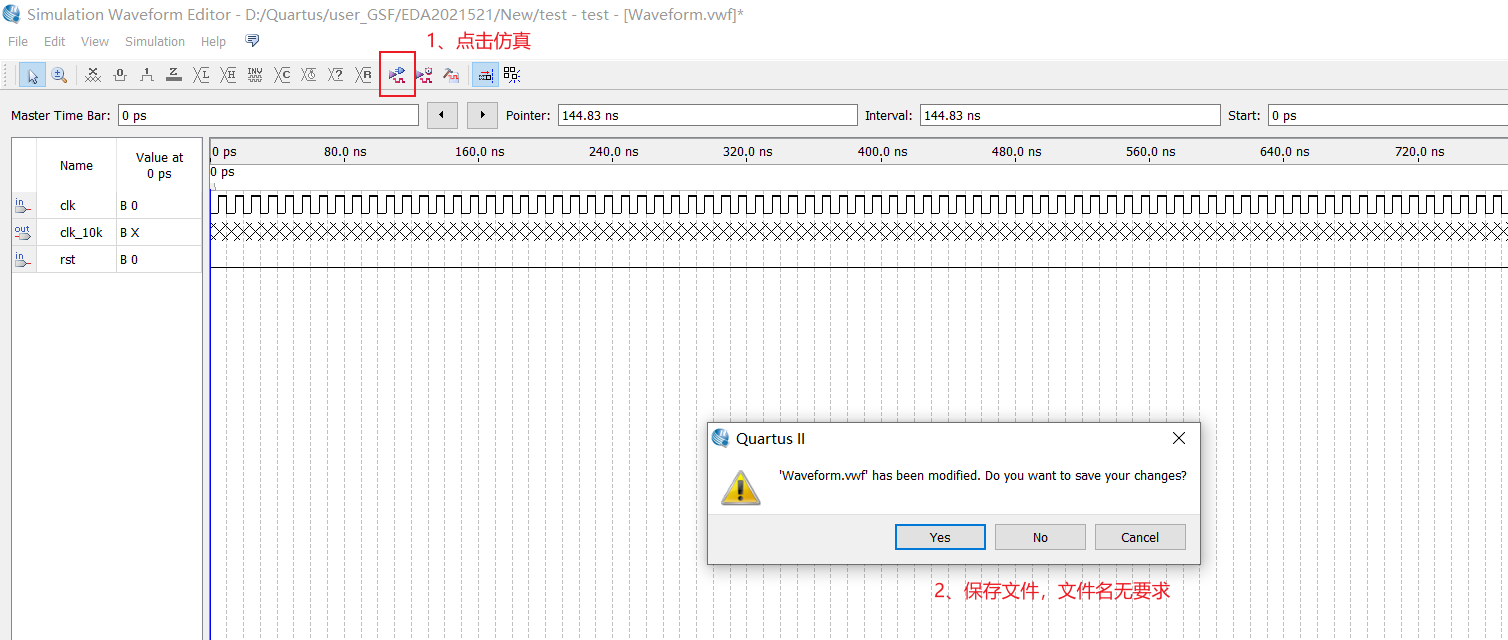 Simulation Waveform Editor - D:/Quartus/user_GSF/EDA2021521/New/test - test - [Waveform.vwf]*
File Edit View Simulation Help
1、点击仿真
0 1 Z L H INV C ? R
Master Time Bar: 0 ps Pointer: 144.83 ns Interval: 144.83 ns Start: 0 ps
Name Value at 0 ps
0 ps 80.0 ns 160.0 ns 240.0 ns 320.0 ns 400.0 ns 480.0 ns 560.0 ns 640.0 ns 720.0 ns
0 ps
in clk B 0
out clk_10k B X
in rst B 0
Quartus II
'Waveform.vwf' has been modified. Do you want to save your changes?
Yes No Cancel
2、保存文件，文件名无要求